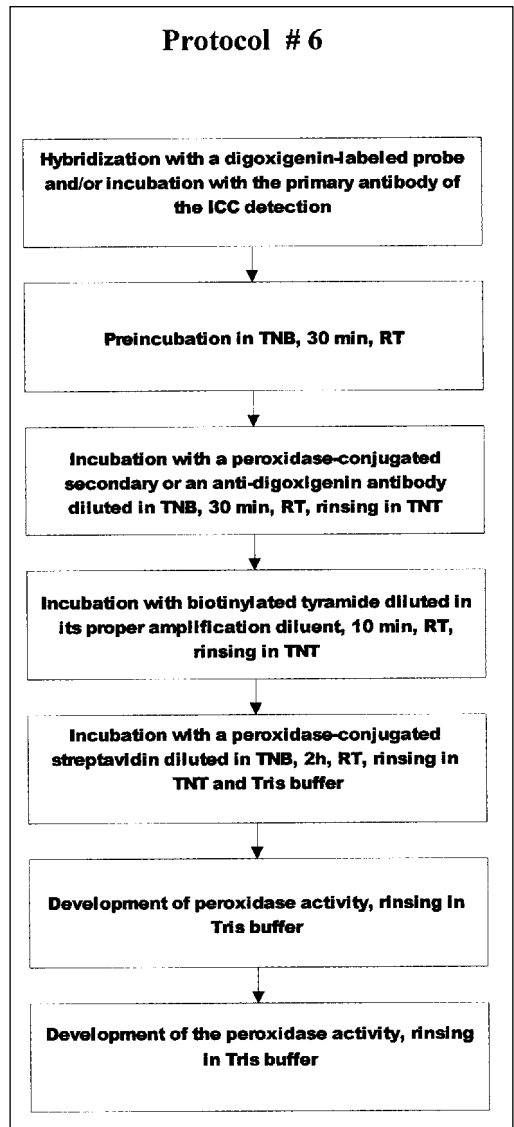 Protocol # 6
Hybridization with a digoxigenin-labeled probe
and/or incubation with the primary antibody of
the ICC detection
Preincubation in TNB, 30 min, RT
Incubation with a peroxidase-conjugated
secondary or an anti-digoxigenin antibody
diluted in TNB, 30 min, RT, rinsing in TNT
Incubation with biotinylated tyramide diluted in
its proper amplification diluent, 10 min, RT,
rinsing in TNT
Incubation with a peroxidase-conjugated
streptavidin diluted in TNB, 2h, RT, rinsing in
TNT and Tris buffer
Development of peroxidase activity, rinsing in
Tris buffer
Development of the peroxidase activity, rinsing
in Tris buffer